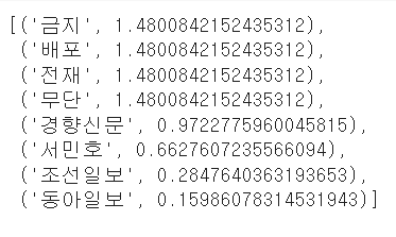 [('금지', 1.4800842152435312),
('배포', 1.4800842152435312),
('전재', 1.4800842152435312),
('무단', 1.4800842152435312),
('경향신문', 0.9722775960045815),
('서민호', 0.6627607235566094),
('조선일보', 0.2847640363193653),
('동아일보', 0.15986078314531943)]